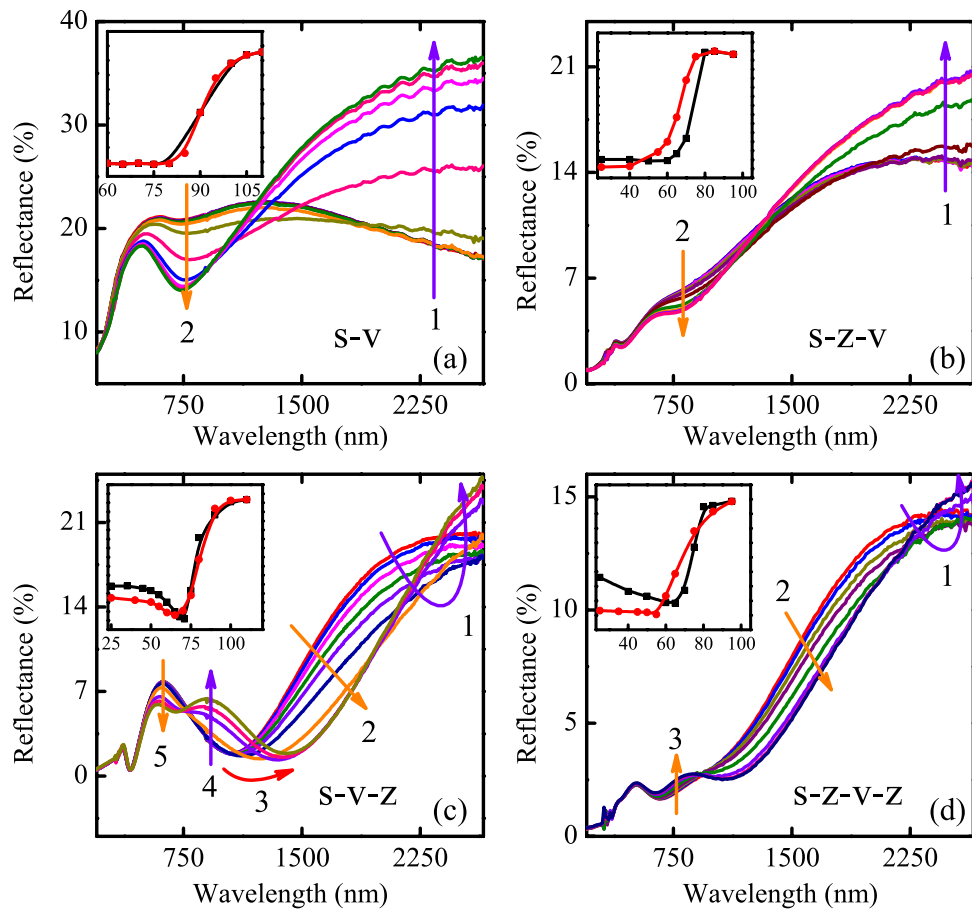 40
30
20
10
Reflectance (%)
60 75 90 105
2
1
S-V
(a)
750 1500 2250
Wavelength (nm)
21
14
7
0
Reflectance (%)
40 60 80 100
2
1
S-Z-V
(b)
750 1500 2250
Wavelength (nm)
21
14
7
0
Reflectance (%)
25 50 75 100
1
2
5
4
3
S-V-Z
(c)
750 1500 2250
Wavelength (nm)
15
10
5
0
Reflectance (%)
40 60 80 100
1
2
3
S-Z-V-Z
(d)
750 1500 2250
Wavelength (nm)